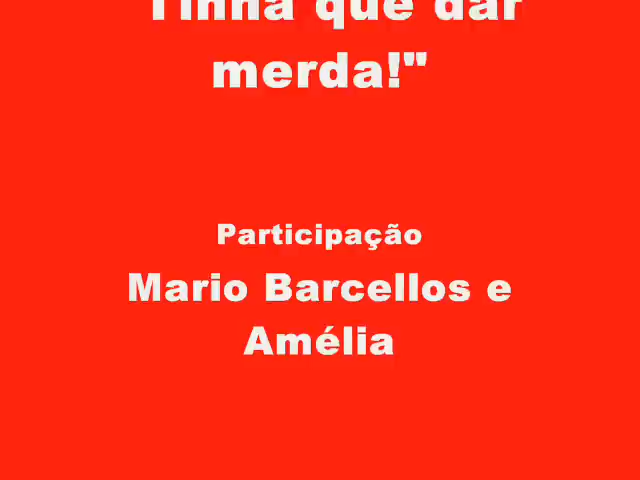 Tinha que dar
merda!"
Participação
Mario Barcellos e
Amélia